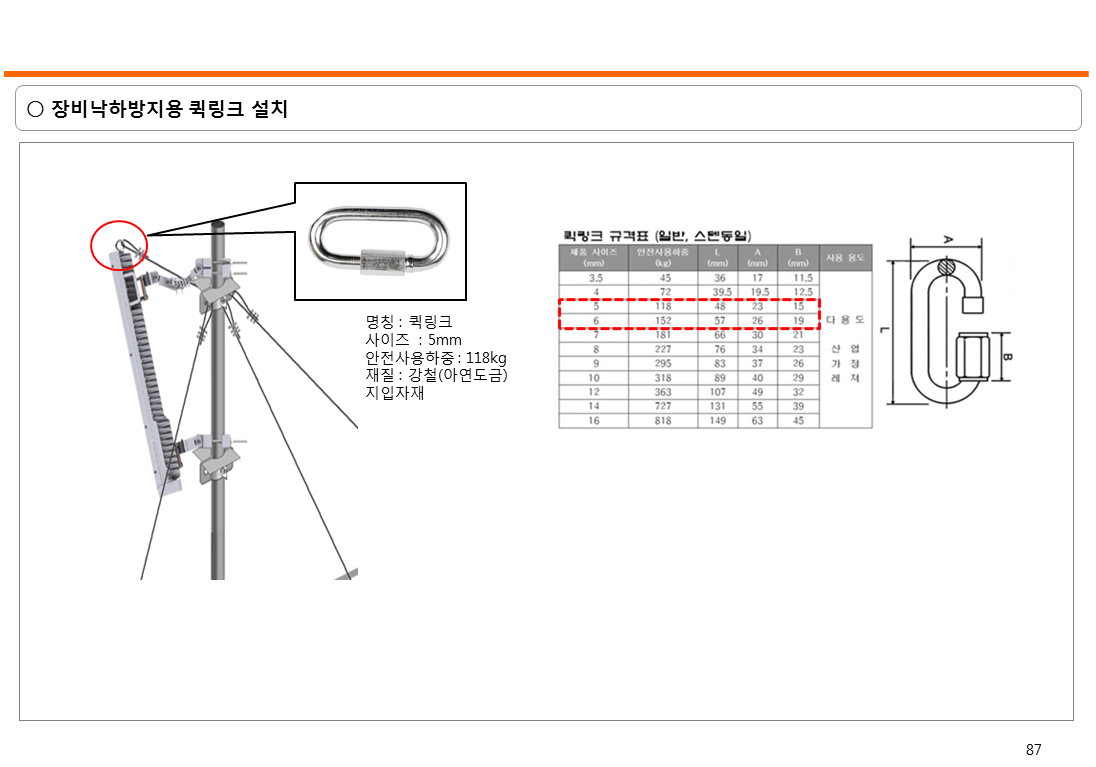 ○ 장비낙하방지용 퀵링크 설치
명칭 : 퀵링크
사이즈 : 5mm
안전사용하중 : 118kg
재질 : 강철(아연도금)
지입자재
퀵링크 규격표 (일반, 스텐동일)
제품 사이즈 (mm) 안전사용하중 (kg) L (mm) A (mm) B (mm) 사용 용도
3.5 45 36 17 11.5
4 72 39.5 19.5 12.5
5 118 48 23 15
6 152 57 26 19 다 용 도
7 181 66 30 21
8 227 76 34 23 산 업
9 295 83 37 26 가 정
10 318 89 40 29 레 져
12 363 107 49 32
14 727 131 55 39
16 818 149 63 45
A
L
B
87